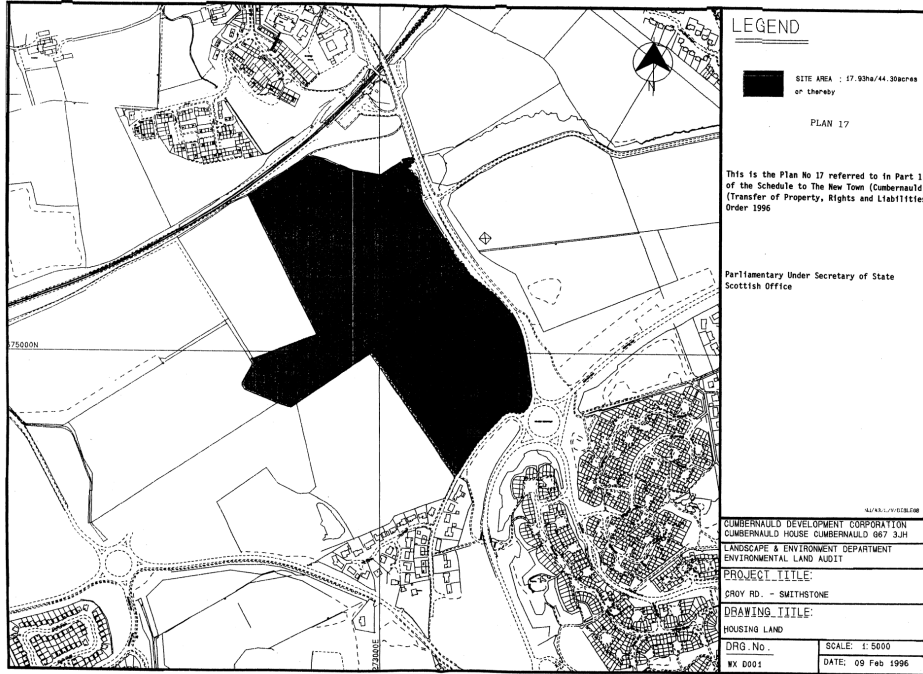 LEGEND
SITE AREA : 17.93ha/44.30acres
or thereby
PLAN 17
This is the Plan No 17 referred to in Part 1
of the Schedule to The New Town (Cumbernauld)
(Transfer of Property, Rights and Liabilities)
Order 1996
Parliamentary Under Secretary of State
Scottish Office
N
675000N
273000E
CUMBERNAULD DEVELOPMENT CORPORATION
CUMBERNAULD HOUSE CUMBERNAULD G67 3JH
LANDSCAPE & ENVIRONMENT DEPARTMENT
ENVIRONMENTAL LAND AUDIT
PROJECT TITLE:
CROY RD. - SMITHSTONE
DRAWING TITLE:
HOUSING LAND
DRG.No.
WX D001
SCALE: 1:5000
DATE: 09 Feb 1996